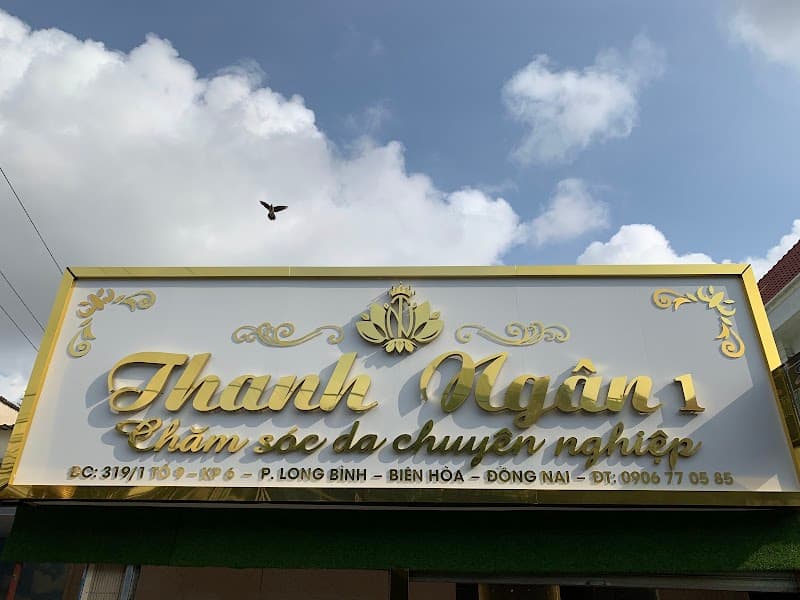 Thanh Ngân 1
Chăm sóc da chuyên nghiệp
ĐC: 319/1 TỔ 9 – KP 6 – P. LONG BÌNH – BIÊN HÒA – ĐỒNG NAI – ĐT: 0906 77 05 85